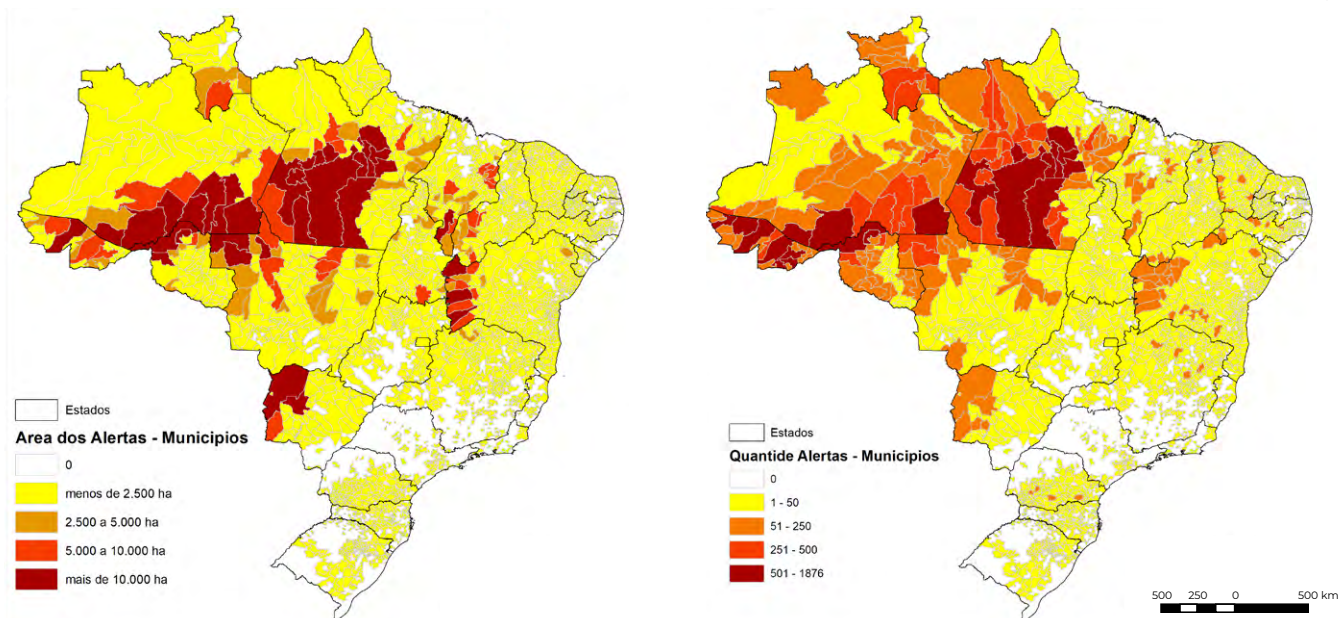 Estados
Area dos Alertas - Municipios
0
menos de 2.500 ha
2.500 a 5.000 ha
5.000 a 10.000 ha
mais de 10.000 ha
Estados
Quantide Alertas - Municipios
0
1 - 50
51 - 250
251 - 500
501 - 1876
500 250 0 500 km